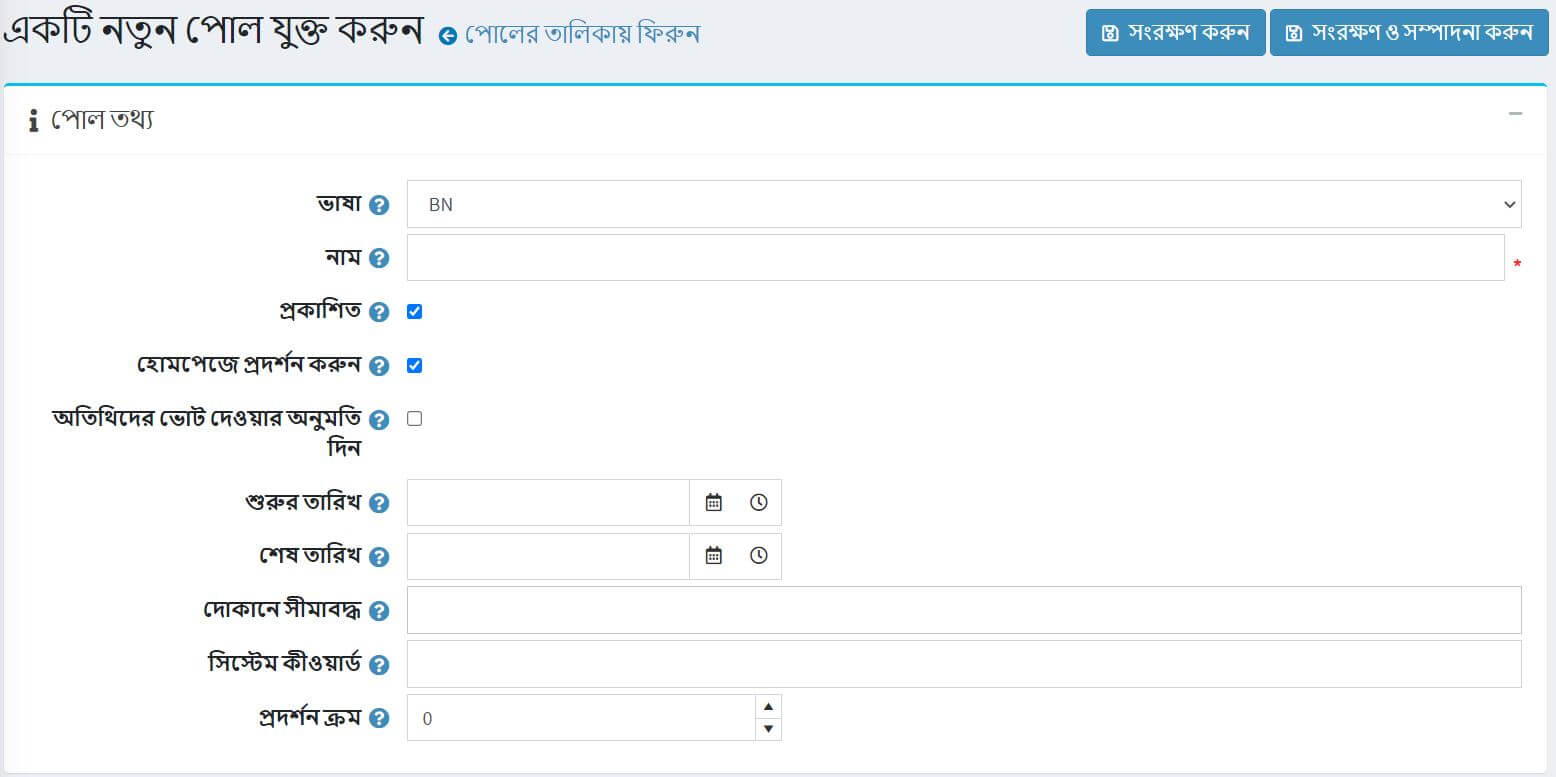 একটি নতুন পোল যুক্ত করুন পোলের তালিকায় ফিরুন সংরক্ষণ করুন সংরক্ষণ ও সম্পাদনা করুন
পোল তথ্য
ভাষা BN
নাম *
প্রকাশিত
হোমপেজে প্রদর্শন করুন
অতিথিদের ভোট দেওয়ার অনুমতি
দিন
শুরুর তারিখ
শেষ তারিখ
দোকানে সীমাবদ্ধ
সিস্টেম কীওয়ার্ড
প্রদর্শন ক্রম 0